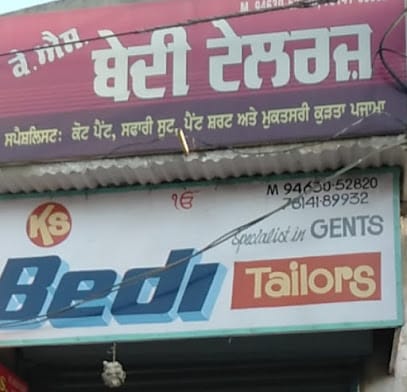 ਕੇ.ਐਸ. ਬੇਦੀ ਟੇਲਰਜ਼
ਸਪੈਸ਼ਲਿਸਟ: ਕੋਟ ਪੈਂਟ, ਸਫਾਰੀ ਸੂਟ, ਪੈਂਟ ਸ਼ਰਟ ਅਤੇ ਮੁਕਤਸਰੀ ਕੁੜਤਾ ਪਜਾਮਾ
ੴ
M 94630-52820
78141-89932
KS
Specialist in GENTS
Bedi Tailors